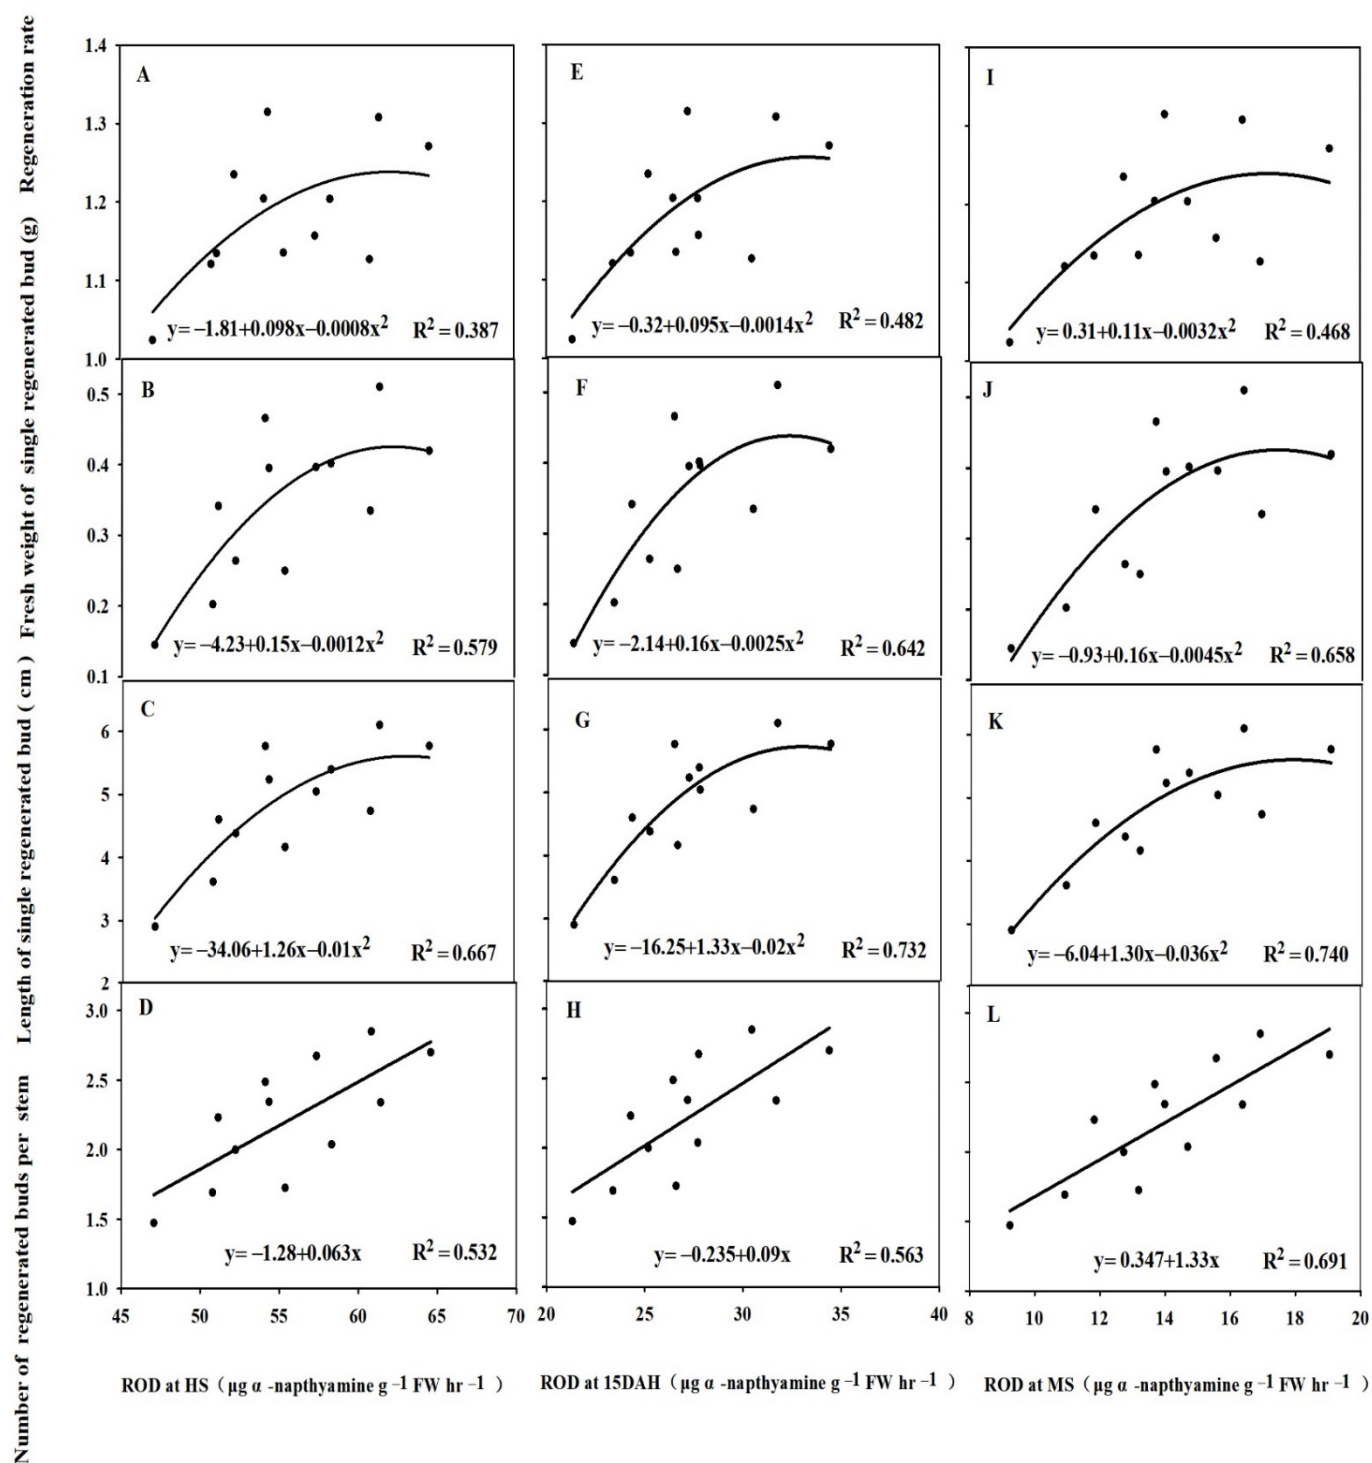 Regeneration rate
Fresh weight of single regenerated bud (g)
Length of single regenerated bud ( cm )
Number of regenerated buds per stem
1.4
1.3
1.2
1.1
1.0
A
y= −1.81+0.098x−0.0008x² R² = 0.387
E
y= −0.32+0.095x−0.0014x² R² = 0.482
I
y= 0.31+0.11x−0.0032x² R² = 0.468
0.5
0.4
0.3
0.2
0.1
B
y= −4.23+0.15x−0.0012x² R² = 0.579
F
y= −2.14+0.16x−0.0025x² R² = 0.642
J
y= −0.93+0.16x−0.0045x² R² = 0.658
6
5
4
3
2
C
y= −34.06+1.26x−0.01x² R² = 0.667
G
y= −16.25+1.33x−0.02x² R² = 0.732
K
y= −6.04+1.30x−0.036x² R² = 0.740
3.0
2.5
2.0
1.5
1.0
D
y= −1.28+0.063x R² = 0.532
H
y= −0.235+0.09x R² = 0.563
L
y= 0.347+1.33x R² = 0.691
45 50 55 60 65 70
20 25 30 35 40
8 10 12 14 16 18 20
ROD at HS（μg α -napthyamine g ⁻¹ FW hr ⁻¹ ）
ROD at 15DAH（μg α -napthyamine g ⁻¹ FW hr ⁻¹ ）
ROD at MS（μg α -napthyamine g ⁻¹ FW hr ⁻¹ ）